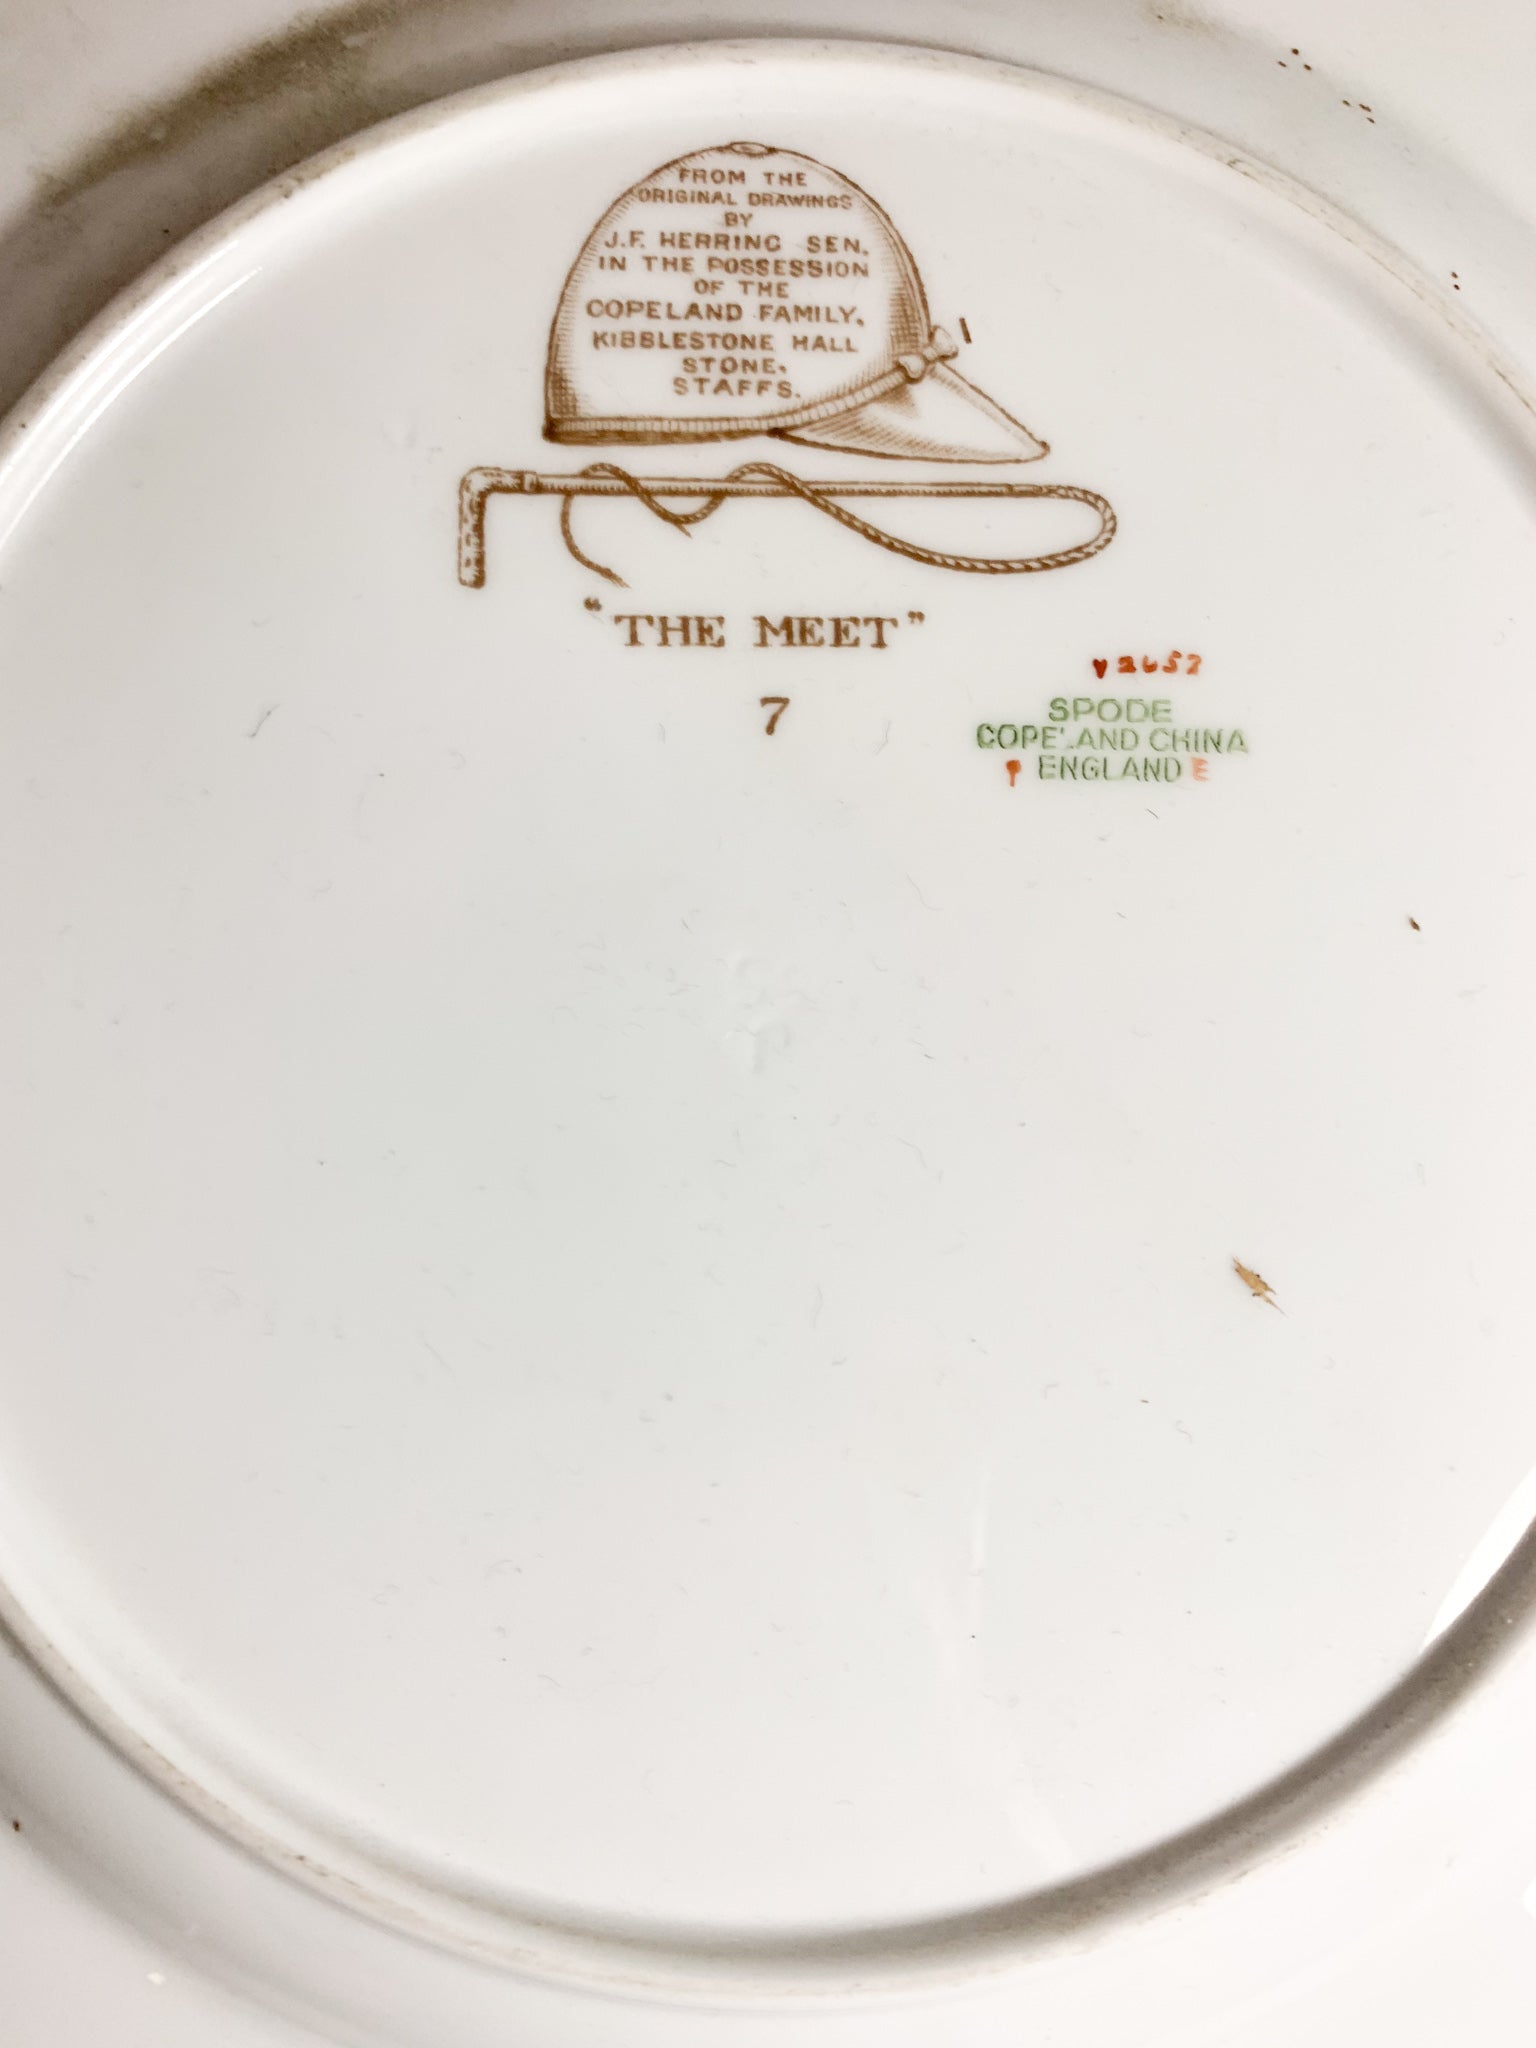 FROM THE
ORIGINAL DRAWINGS
BY
J.F. HERRING SEN.
IN THE POSSESSION
OF THE
COPELAND FAMILY.
KIBBLESTONE HALL
STONE.
STAFFS.
"THE MEET"
7
2657
SPODE
COPELAND CHINA
ENGLAND E